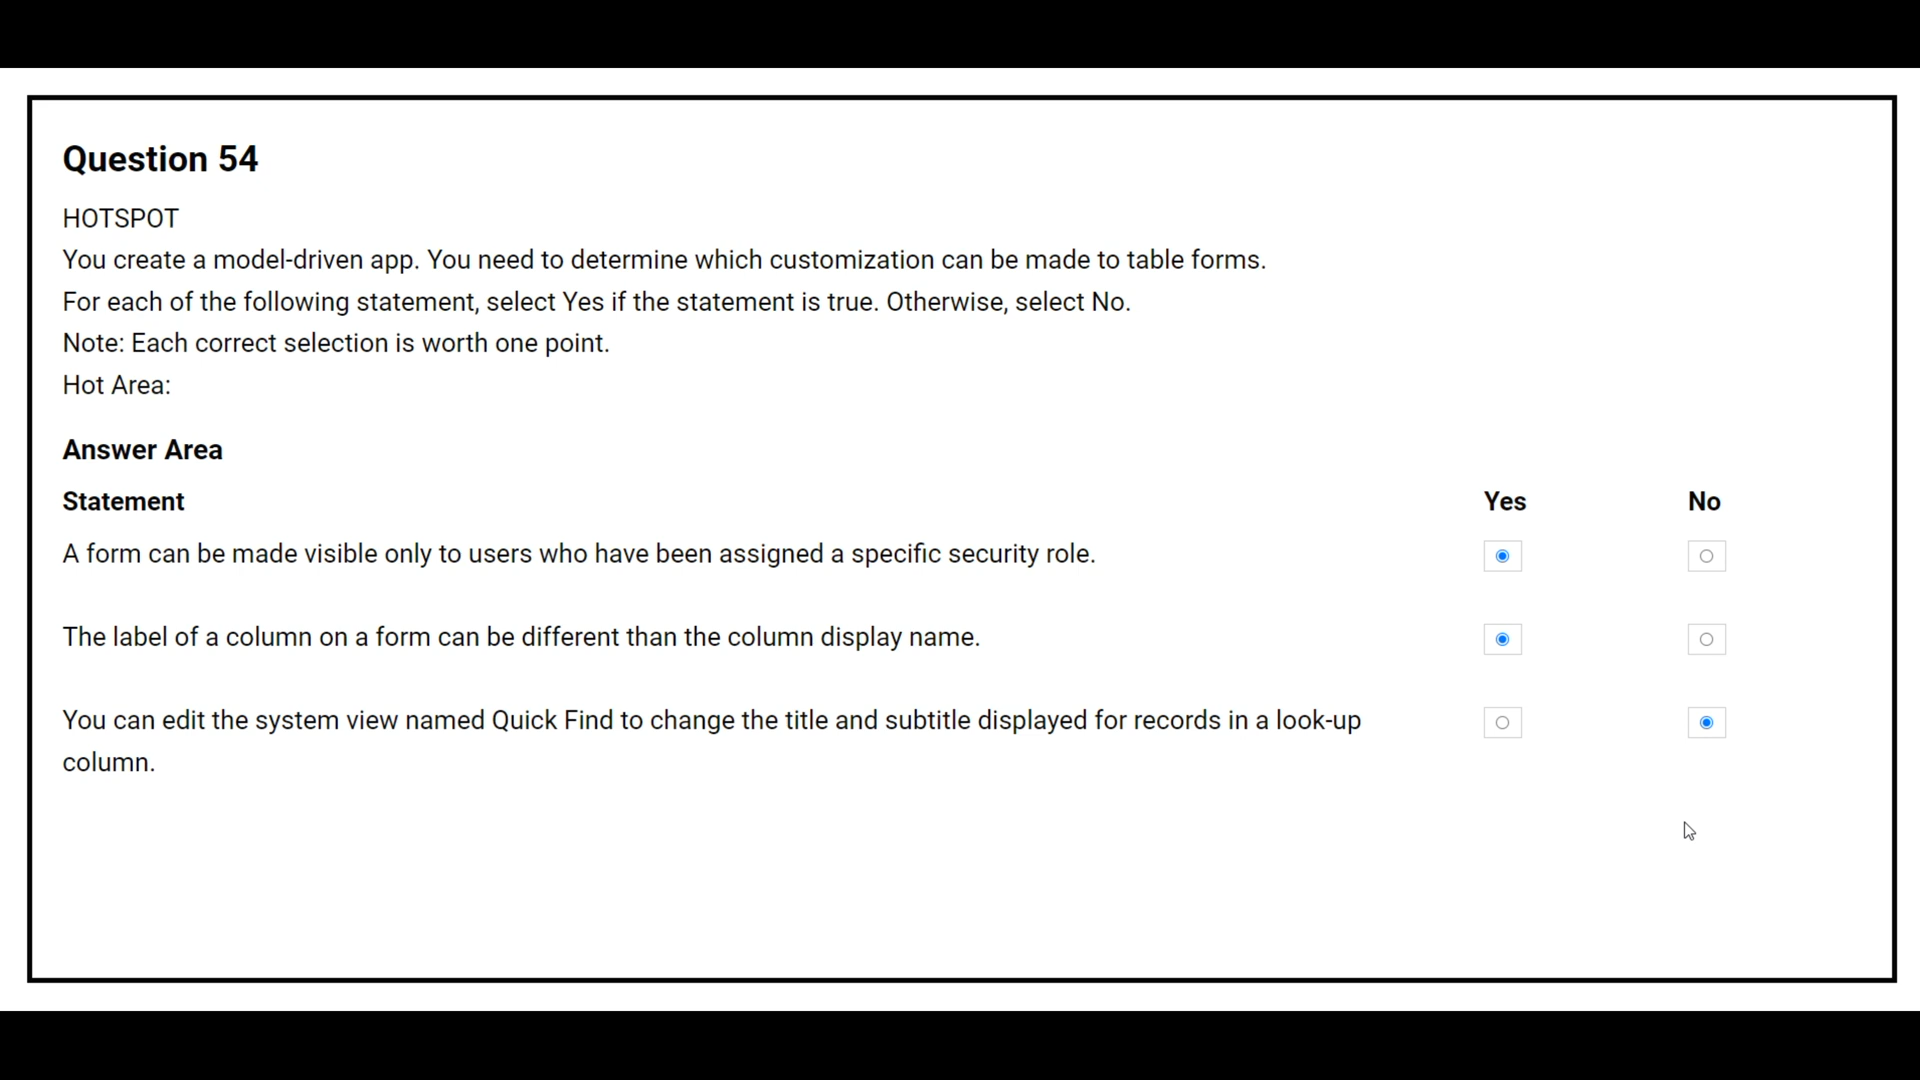 Question 54
HOTSPOT
You create a model-driven app. You need to determine which customization can be made to table forms.
For each of the following statement, select Yes if the statement is true. Otherwise, select No.
Note: Each correct selection is worth one point.
Hot Area:
Answer Area
Statement Yes No
A form can be made visible only to users who have been assigned a specific security role.
The label of a column on a form can be different than the column display name.
You can edit the system view named Quick Find to change the title and subtitle displayed for records in a look-up
column.